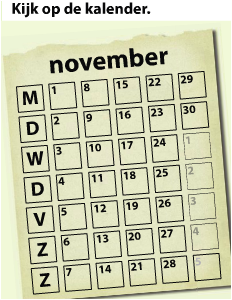 Kijk op de kalender.
november
M 1 8 15 22 29
D 2 9 16 23 30
W 3 10 17 24 1
D 4 11 18 25 2
V 5 12 19 26 3
Z 6 13 20 27 4
Z 7 14 21 28 5